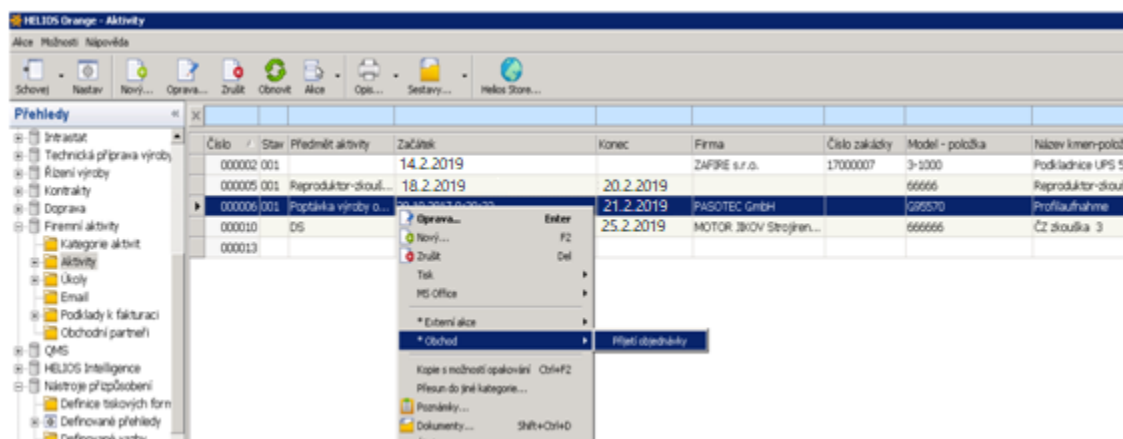 HELIOS Orange - Aktivity
Akce Možnosti Nápověda
Schovej Nastav Nový... Oprava... Zrušit Obnovit Akce Opis... Sestavy... Helios Store...
Přehledy
Intrastat
Technická příprava výroby
Řízení výroby
Kontrakty
Doprava
Firemní aktivity
Kategorie aktivit
Aktivity
Úkoly
Email
Podklady k fakturaci
Obchodní partneři
QMS
HELIOS Intelligence
Nástroje přizpůsobení
Definice tiskových form
Definované přehledy
Definované vazby
Číslo Stav Předmět aktivity Začátek Konec Firma Číslo zakázky Model - položka Název kmen-polož
000002 001 14.2.2019 ZAFIRE s.r.o. 17000007 3-1000 Podkladnice UPS 5
000005 001 Reproduktor-zkouš... 18.2.2019 20.2.2019 66666 Reproduktor-zkouš
000006 001 Poptávka výroby o... 21.2.2019 PASOTEC GmbH G95570 Profilaufnahme
000010 DS 25.2.2019 MOTOR JIKOV Strojíren... 666666 ČZ zkouška 3
000013
Oprava... Enter
Nový... F2
Zrušit Del
Tisk
MS Office
* Externí akce
* Obchod
Přijetí objednávky
Kopie s možností opakování Ctrl+F2
Přesun do jiné kategorie...
Poznámky...
Dokumenty... Shift+Ctrl+D